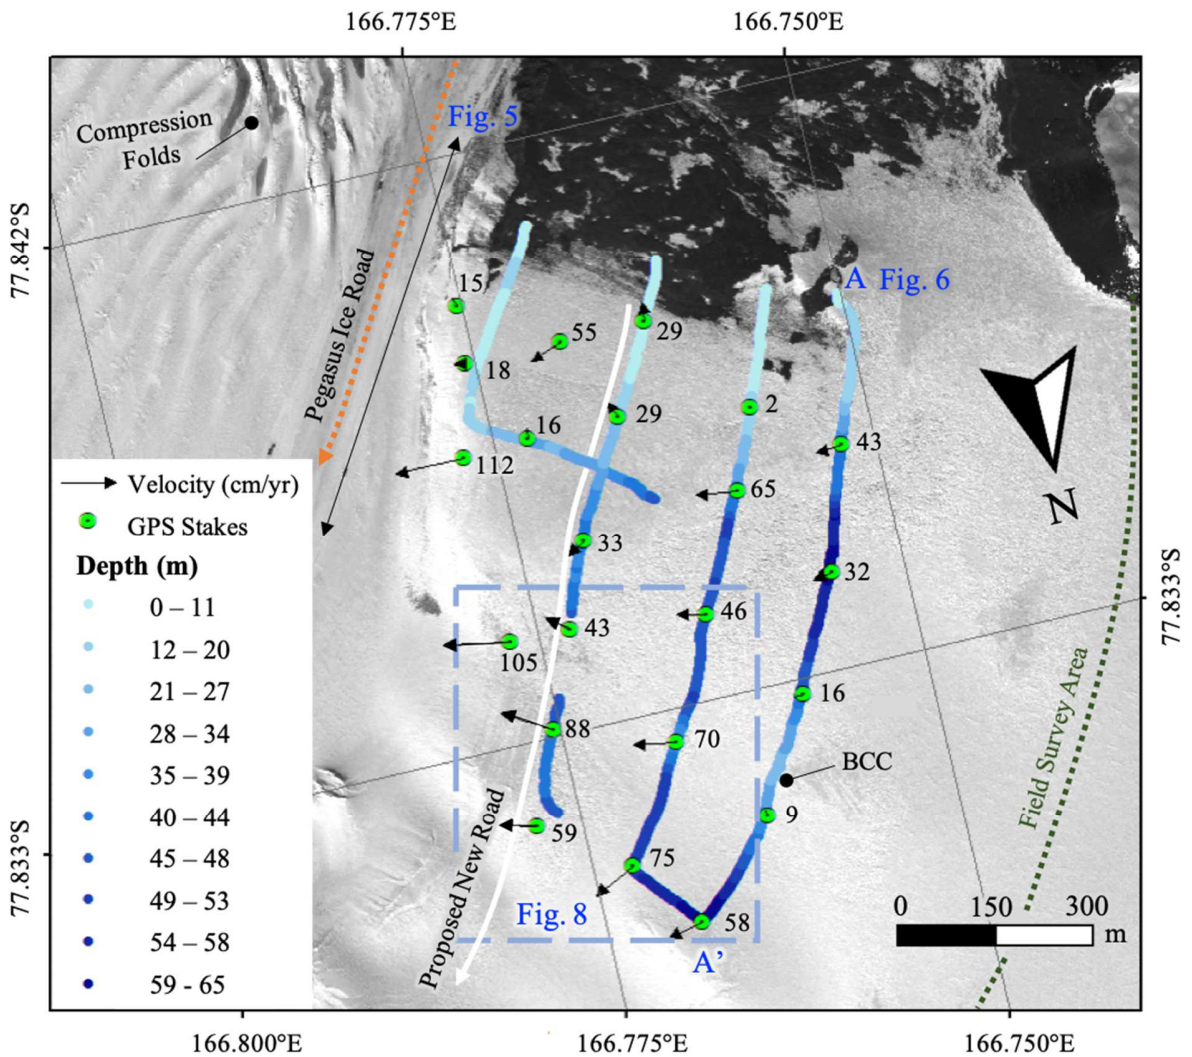 166.775°E
166.750°E
Compression
Folds
Fig. 5
77.842°S
Pegasus Ice Road
A
Fig. 6
15
55
29
18
2
29
16
43
112
65
N
Velocity (cm/yr)
GPS Stakes
Depth (m)
0 – 11
12 – 20
21 – 27
28 – 34
35 – 39
40 – 44
45 – 48
49 – 53
54 – 58
59 - 65
33
32
46
43
105
77.833°S
16
88
70
BCC
Field Survey Area
9
59
75
77.833°S
Proposed New Road
Fig. 8
58
A’
0
150
300
m
166.800°E
166.775°E
166.750°E